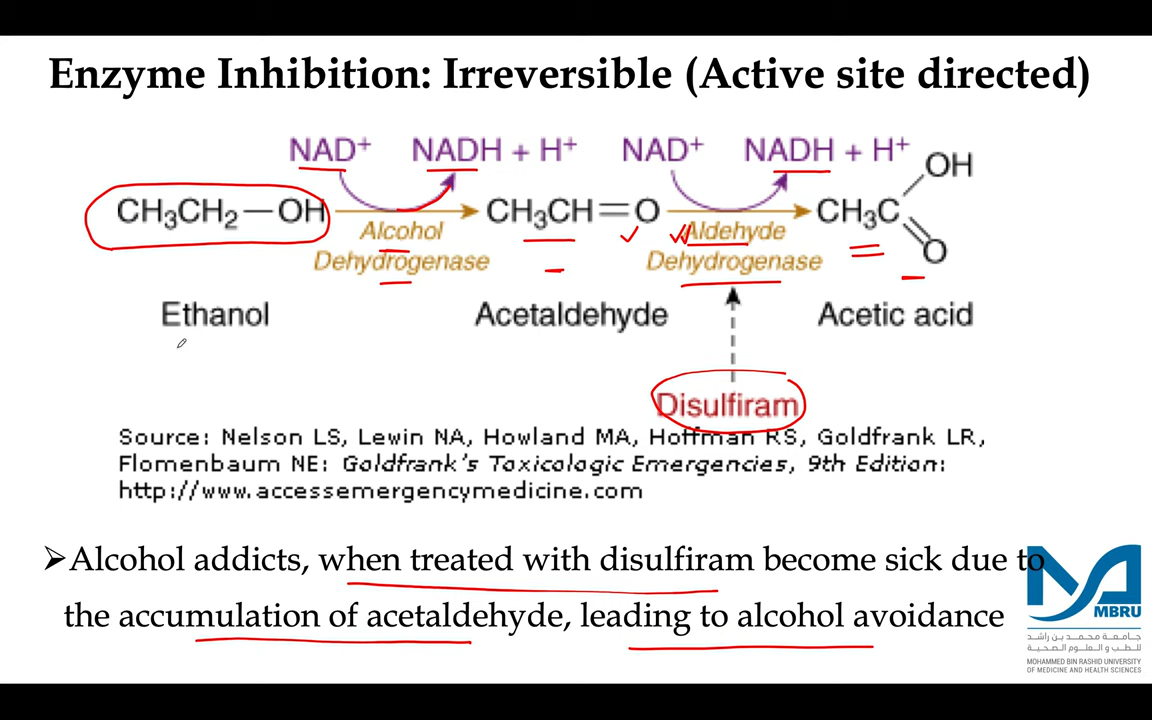 Enzyme Inhibition: Irreversible (Active site directed)
NAD⁺ NADH + H⁺ NAD⁺ NADH + H⁺
OH
CH₃CH₂—OH CH₃CH=O CH₃C
O
Alcohol Dehydrogenase
Aldehyde Dehydrogenase
Ethanol Acetaldehyde Acetic acid
Disulfiram
Source: Nelson LS, Lewin NA, Howland MA, Hoffman RS, Goldfrank LR,
Flomenbaum NE: Goldfrank's Toxicologic Emergencies, 9th Edition:
http://www.accessemergencymedicine.com
➢Alcohol addicts, when treated with disulfiram become sick due to
the accumulation of acetaldehyde, leading to alcohol avoidance
MBRU
جامعة محمد بن راشد
للطب والعلوم الصحية
MOHAMMED BIN RASHID UNIVERSITY
OF MEDICINE AND HEALTH SCIENCES